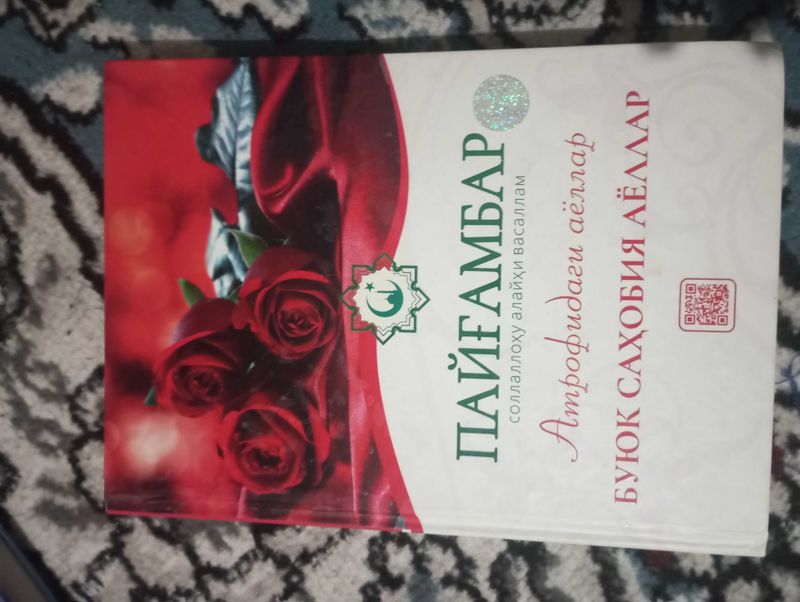 ПАЙҒАМБАР
соллаллоҳу алайҳи васаллам
Атрофидаги аёллар
БУЮК САҲОБИЯ АЁЛЛАР